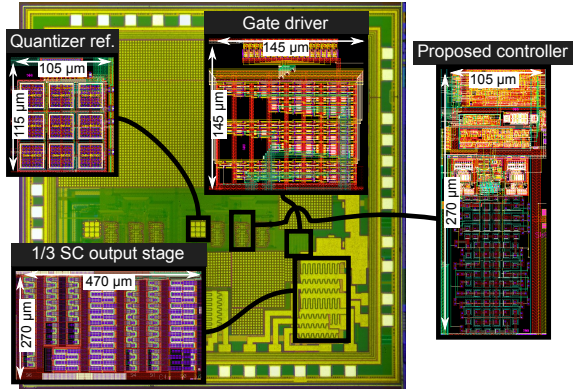 Quantizer ref.
105 µm
115 µm
Gate driver
145 µm
145 µm
Proposed controller
105 µm
270 µm
1/3 SC output stage
470 µm
270 µm